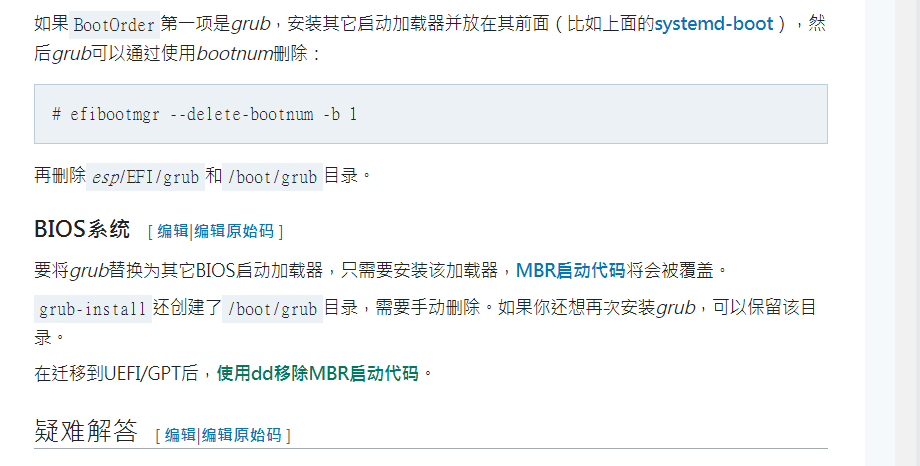 如果 BootOrder 第一项是grub，安装其它启动加载器并放在其前面（比如上面的systemd-boot），然
后grub可以通过使用bootnum删除：
# efibootmgr --delete-bootnum -b 1
再删除 esp/EFI/grub 和 /boot/grub 目录。
BIOS系统 [ 编辑|编辑原始码 ]
要将grub替换为其它BIOS启动加载器，只需要安装该加载器，MBR启动代码将会被覆盖。
grub-install 还创建了 /boot/grub 目录，需要手动删除。如果你还想再次安装grub，可以保留该目
录。
在迁移到UEFI/GPT后，使用dd移除MBR启动代码。
疑难解答 [ 编辑|编辑原始码 ]